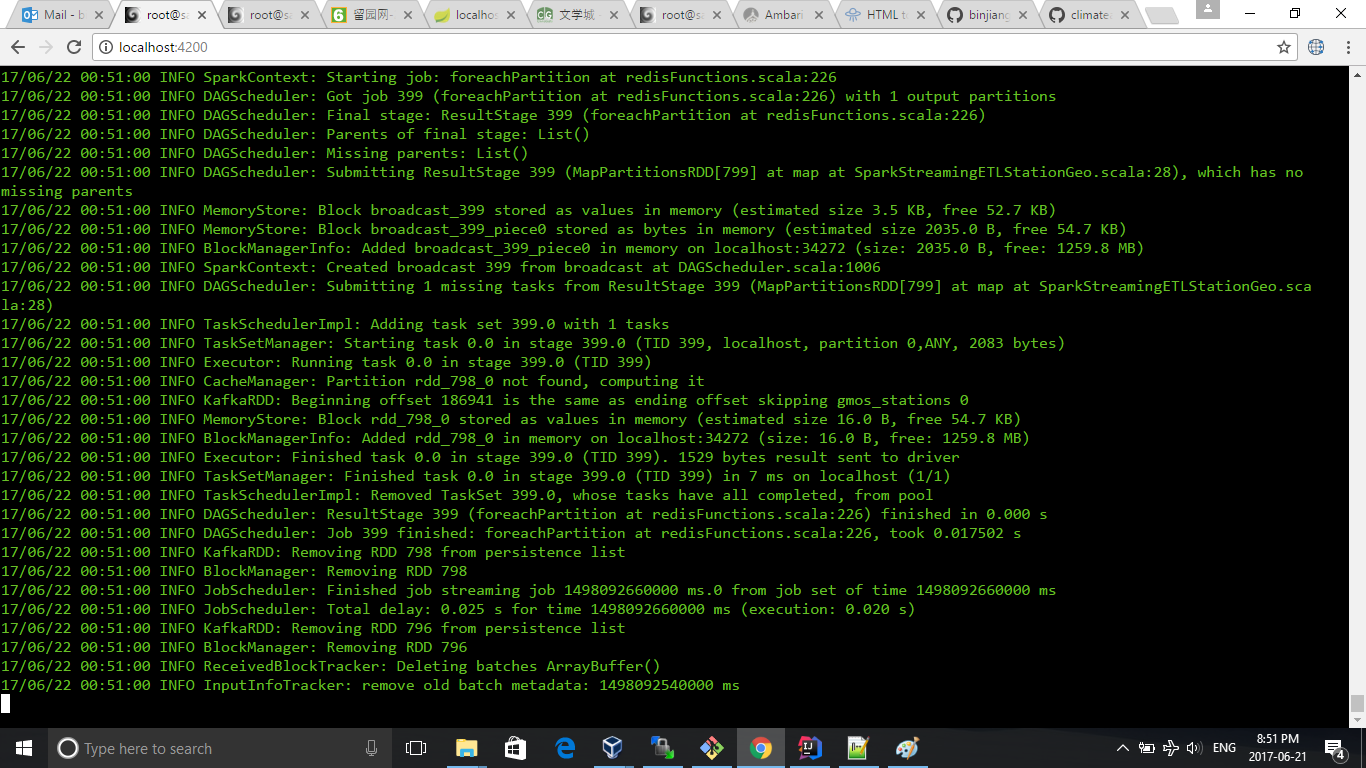 Mail - b
root@sa
root@sa
留园网-
localhos
文学城 -
root@sa
Ambari
HTML to
binjiang
climate
localhost:4200
17/06/22 00:51:00 INFO SparkContext: Starting job: foreachPartition at redisFunctions.scala:226
17/06/22 00:51:00 INFO DAGScheduler: Got job 399 (foreachPartition at redisFunctions.scala:226) with 1 output partitions
17/06/22 00:51:00 INFO DAGScheduler: Final stage: ResultStage 399 (foreachPartition at redisFunctions.scala:226)
17/06/22 00:51:00 INFO DAGScheduler: Parents of final stage: List()
17/06/22 00:51:00 INFO DAGScheduler: Missing parents: List()
17/06/22 00:51:00 INFO DAGScheduler: Submitting ResultStage 399 (MapPartitionsRDD[799] at map at SparkStreamingETLStationGeo.scala:28), which has no
missing parents
17/06/22 00:51:00 INFO MemoryStore: Block broadcast_399 stored as values in memory (estimated size 3.5 KB, free 52.7 KB)
17/06/22 00:51:00 INFO MemoryStore: Block broadcast_399_piece0 stored as bytes in memory (estimated size 2035.0 B, free 54.7 KB)
17/06/22 00:51:00 INFO BlockManagerInfo: Added broadcast_399_piece0 in memory on localhost:34272 (size: 2035.0 B, free: 1259.8 MB)
17/06/22 00:51:00 INFO SparkContext: Created broadcast 399 from broadcast at DAGScheduler.scala:1006
17/06/22 00:51:00 INFO DAGScheduler: Submitting 1 missing tasks from ResultStage 399 (MapPartitionsRDD[799] at map at SparkStreamingETLStationGeo.sca
la:28)
17/06/22 00:51:00 INFO TaskSchedulerImpl: Adding task set 399.0 with 1 tasks
17/06/22 00:51:00 INFO TaskSetManager: Starting task 0.0 in stage 399.0 (TID 399, localhost, partition 0,ANY, 2083 bytes)
17/06/22 00:51:00 INFO Executor: Running task 0.0 in stage 399.0 (TID 399)
17/06/22 00:51:00 INFO CacheManager: Partition rdd_798_0 not found, computing it
17/06/22 00:51:00 INFO KafkaRDD: Beginning offset 186941 is the same as ending offset skipping gmos_stations 0
17/06/22 00:51:00 INFO MemoryStore: Block rdd_798_0 stored as values in memory (estimated size 16.0 B, free 54.7 KB)
17/06/22 00:51:00 INFO BlockManagerInfo: Added rdd_798_0 in memory on localhost:34272 (size: 16.0 B, free: 1259.8 MB)
17/06/22 00:51:00 INFO Executor: Finished task 0.0 in stage 399.0 (TID 399). 1529 bytes result sent to driver
17/06/22 00:51:00 INFO TaskSetManager: Finished task 0.0 in stage 399.0 (TID 399) in 7 ms on localhost (1/1)
17/06/22 00:51:00 INFO TaskSchedulerImpl: Removed TaskSet 399.0, whose tasks have all completed, from pool
17/06/22 00:51:00 INFO DAGScheduler: ResultStage 399 (foreachPartition at redisFunctions.scala:226) finished in 0.000 s
17/06/22 00:51:00 INFO DAGScheduler: Job 399 finished: foreachPartition at redisFunctions.scala:226, took 0.017502 s
17/06/22 00:51:00 INFO KafkaRDD: Removing RDD 798 from persistence list
17/06/22 00:51:00 INFO BlockManager: Removing RDD 798
17/06/22 00:51:00 INFO JobScheduler: Finished job streaming job 1498092660000 ms.0 from job set of time 1498092660000 ms
17/06/22 00:51:00 INFO JobScheduler: Total delay: 0.025 s for time 1498092660000 ms (execution: 0.020 s)
17/06/22 00:51:00 INFO KafkaRDD: Removing RDD 796 from persistence list
17/06/22 00:51:00 INFO BlockManager: Removing RDD 796
17/06/22 00:51:00 INFO ReceivedBlockTracker: Deleting batches ArrayBuffer()
17/06/22 00:51:00 INFO InputInfoTracker: remove old batch metadata: 1498092540000 ms
Type here to search
ENG
8:51 PM
2017-06-21
4